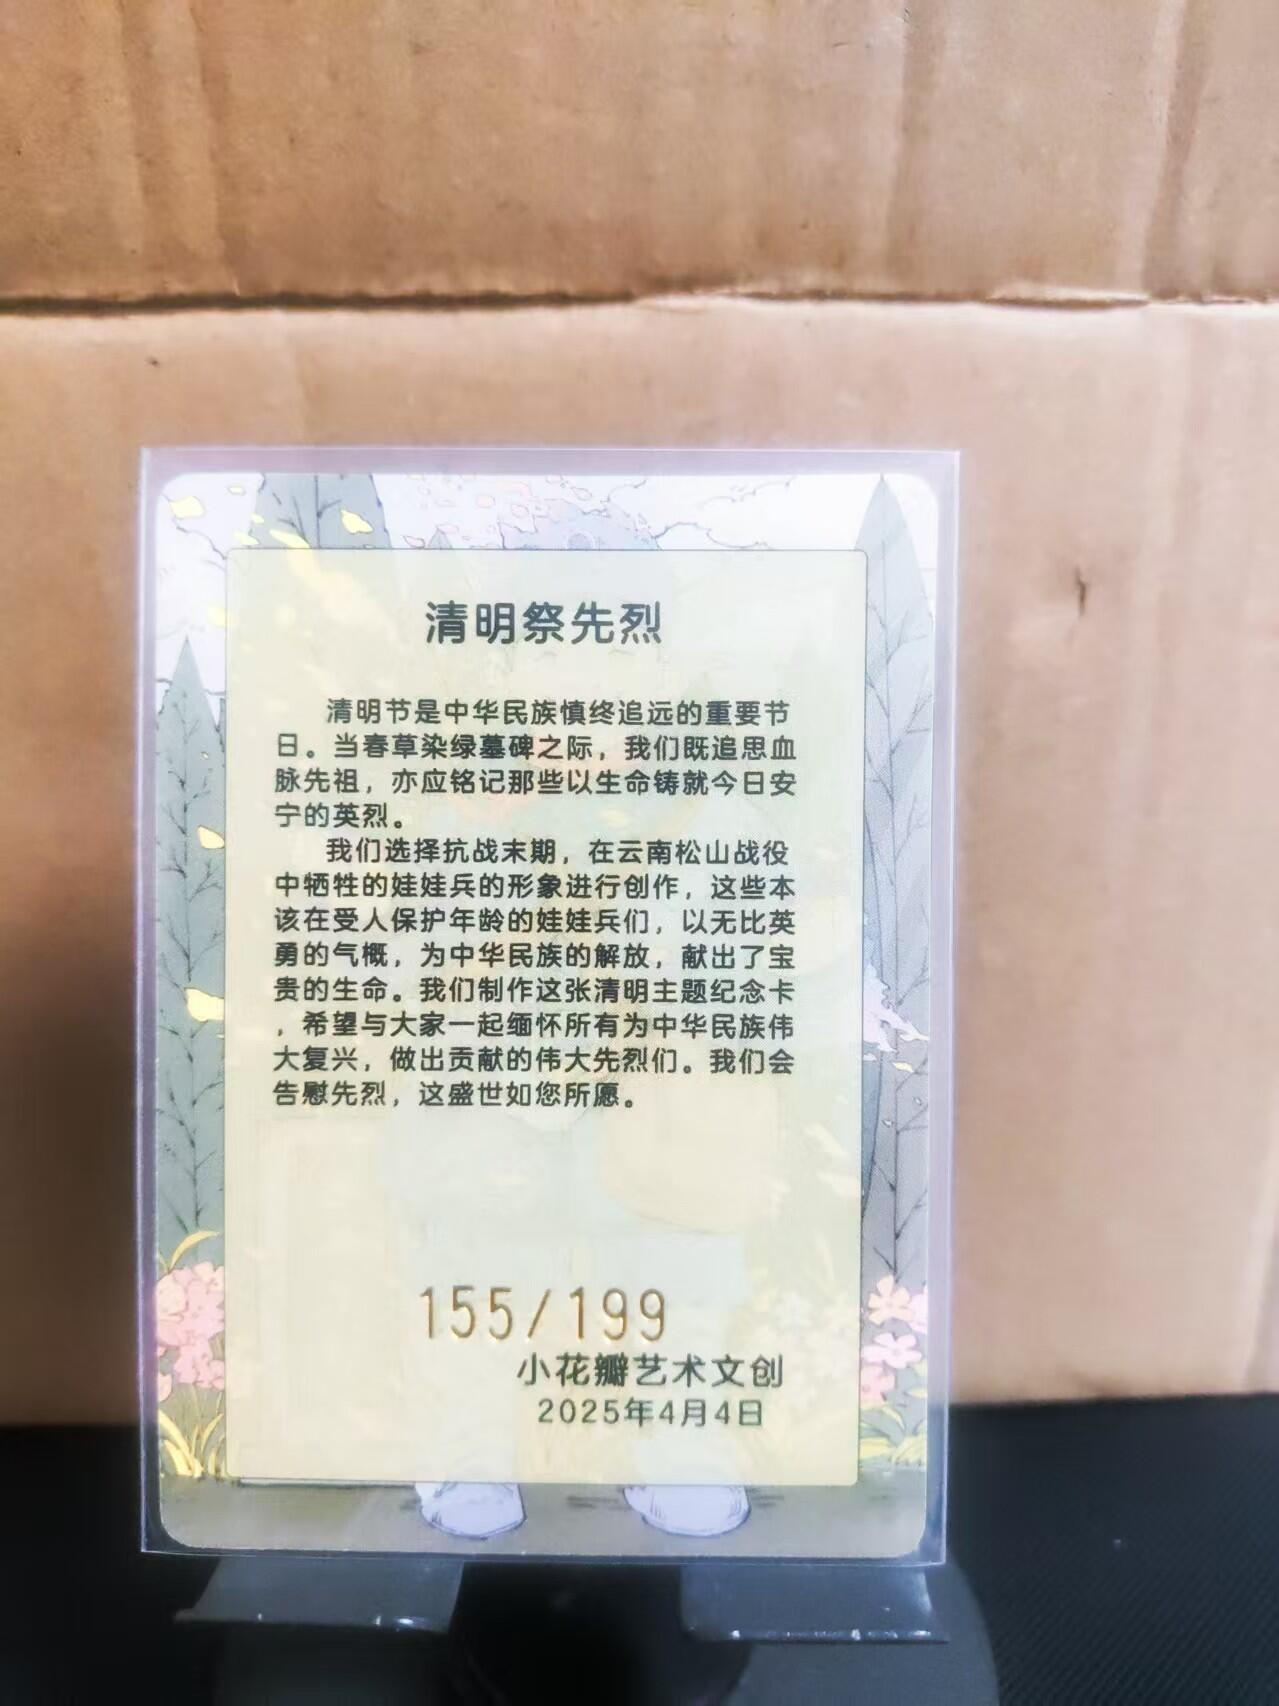 清明祭先烈
清明节是中华民族慎终追远的重要节
日。当春草染绿墓碑之际，我们既追思血
脉先祖，亦应铭记那些以生命铸就今日安
宁的英烈。
我们选择抗战末期，在云南松山战役
中牺牲的娃娃兵的形象进行创作，这些本
该在受人保护年龄的娃娃兵们，以无比英
勇的气概，为中华民族的解放，献出了宝
贵的生命。我们制作这张清明主题纪念卡
，希望与大家一起缅怀所有为中华民族伟
大复兴，做出贡献的伟大先烈们。我们会
告慰先烈，这盛世如您所愿。
155/199
小花瓣艺术文创
2025年4月4日